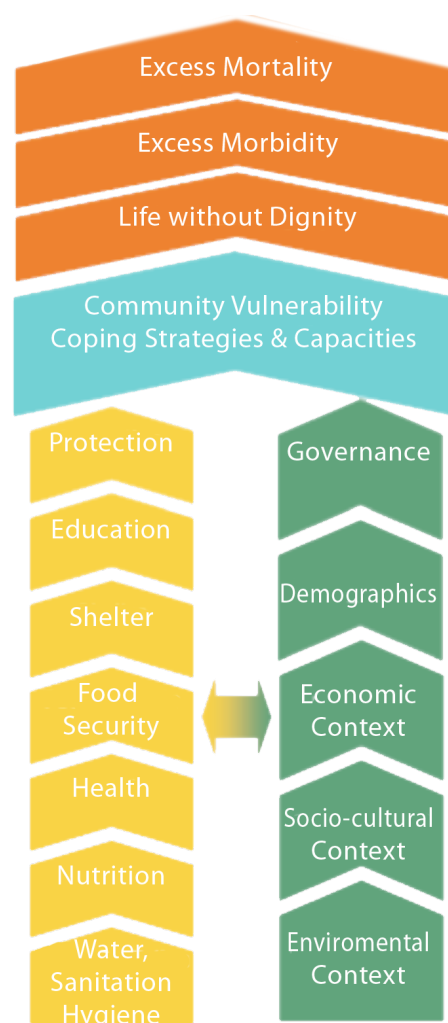 Excess Mortality
Excess Morbidity
Life without Dignity
Community Vulnerability
Coping Strategies & Capacities
Protection
Education
Shelter
Food
Security
Health
Nutrition
Water,
Sanitation
Hygiene
Governance
Demographics
Economic
Context
Socio-cultural
Context
Enviromental
Context